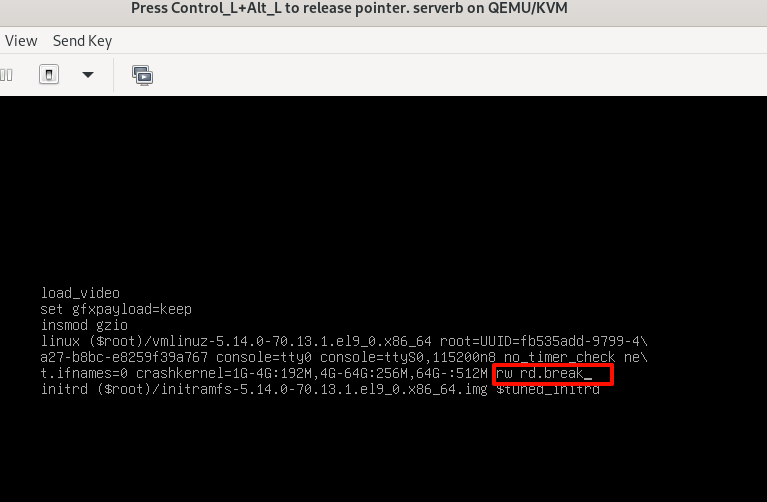 Press Control_L+Alt_L to release pointer. serverb on QEMU/KVM
View Send Key
load_video
set gfxpayload=keep
insmod gzio
linux ($root)/vmlinuz-5.14.0-70.13.1.el9_0.x86_64 root=UUID=fb535add-9799-4\
a27-b8bc-e8259f39a767 console=tty0 console=ttyS0,115200n8 no_timer_check ne\
t.ifnames=0 crashkernel=1G-4G:192M,4G-64G:256M,64G-:512M rw rd.break_
initrd ($root)/initramfs-5.14.0-70.13.1.el9_0.x86_64.img $tuned_initrd